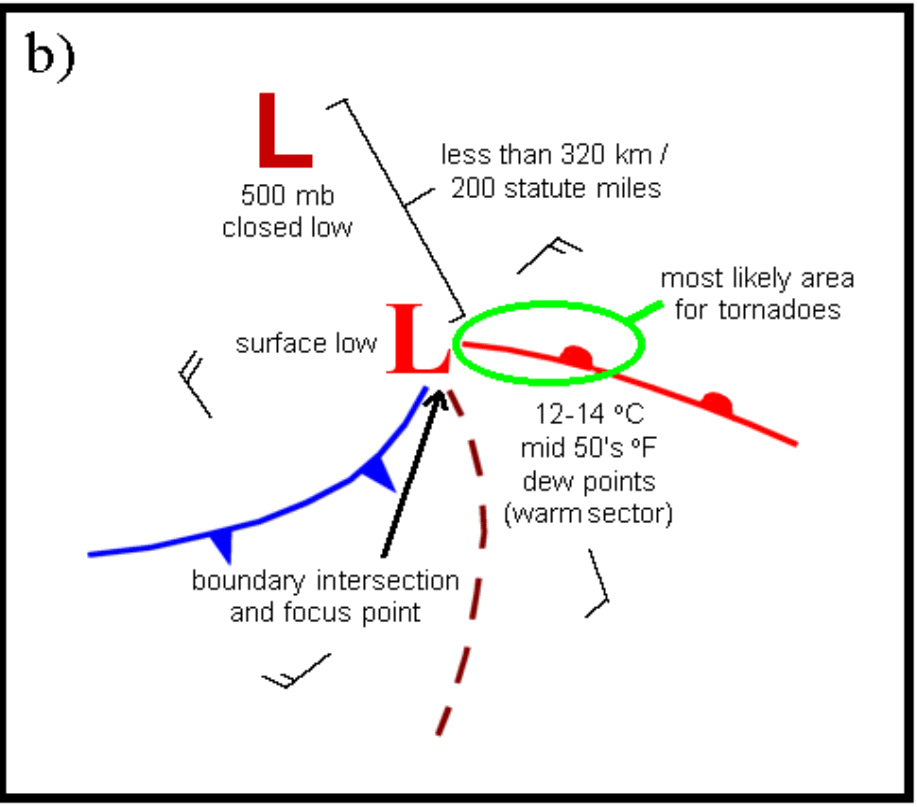 b)
L
500 mb
closed low
less than 320 km /
200 statute miles
most likely area
for tornadoes
surface low
L
12-14 ºC
mid 50's ºF
dew points
(warm sector)
boundary intersection
and focus point